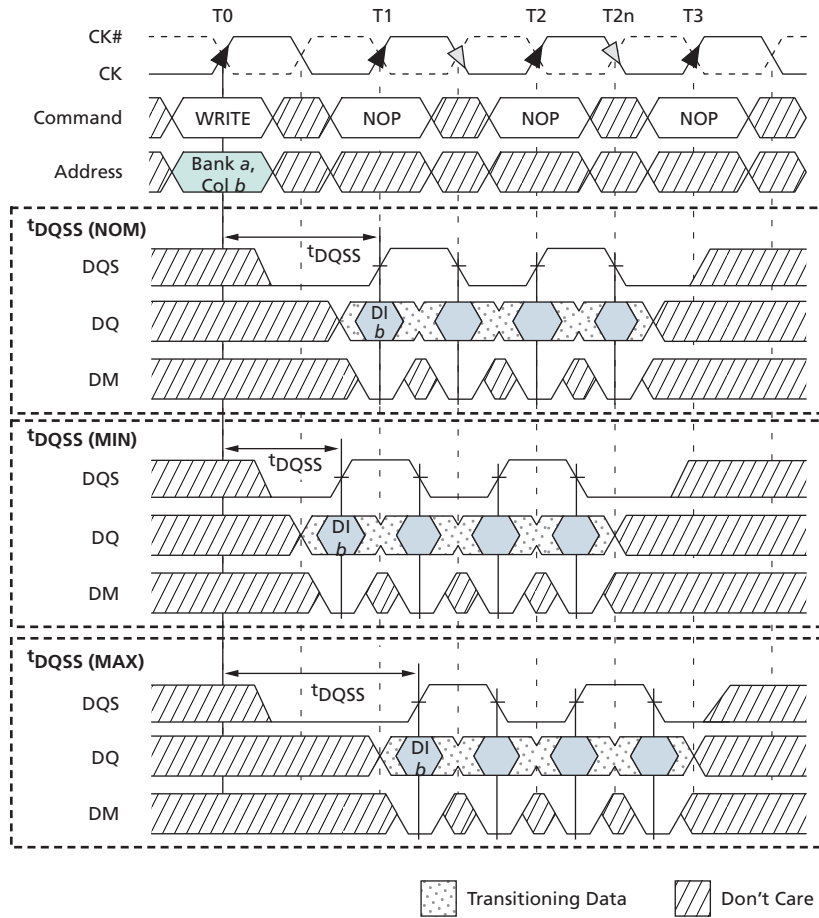 T0 T1 T2 T2n T3
CK#
CK
Command WRITE NOP NOP NOP
Address Bank a, Col b
tDQSS (NOM)
tDQSS
DQS
DQ DI b
DM
tDQSS (MIN)
tDQSS
DQS
DQ DI b
DM
tDQSS (MAX)
tDQSS
DQS
DQ DI b
DM
Transitioning Data Don't Care